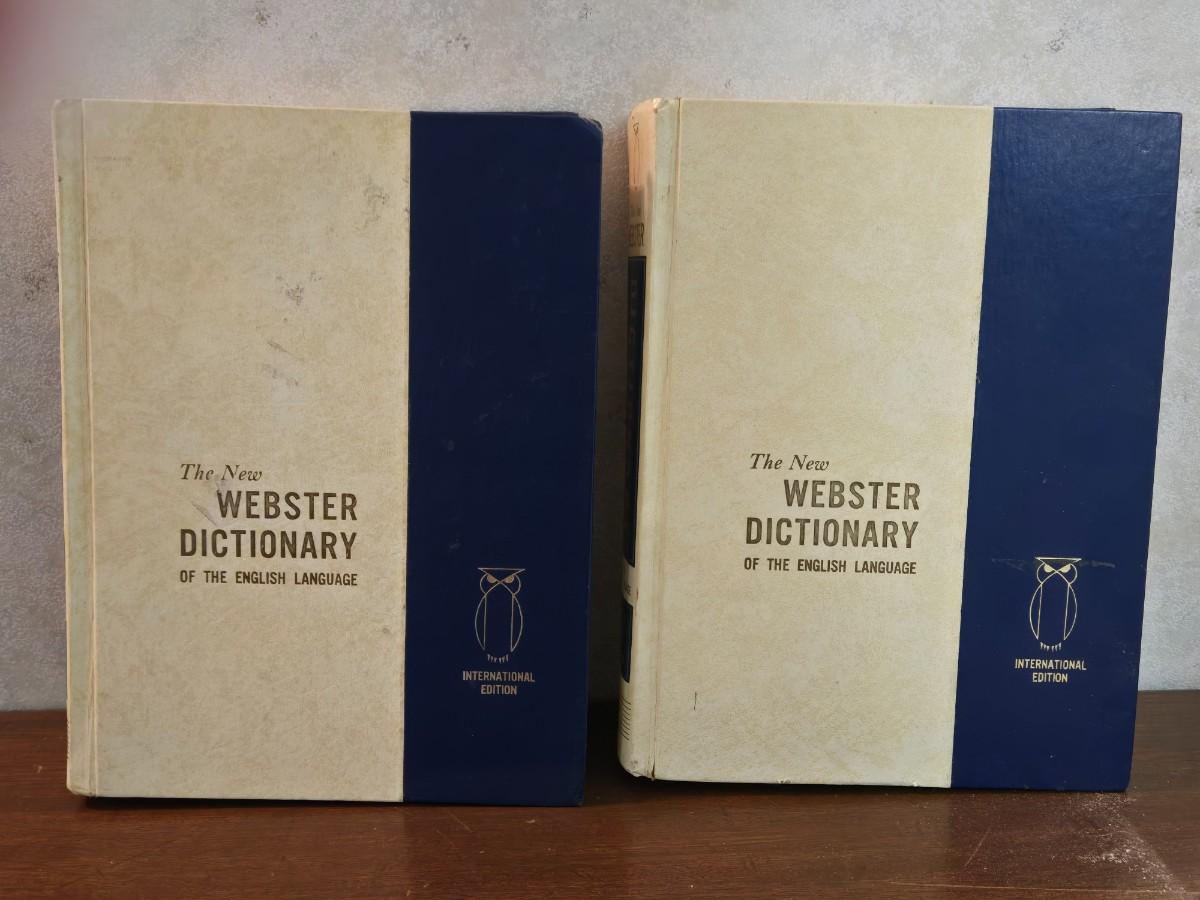 The New
WEBSTER
DICTIONARY
OF THE ENGLISH LANGUAGE
INTERNATIONAL
EDITION
The New
WEBSTER
DICTIONARY
OF THE ENGLISH LANGUAGE
INTERNATIONAL
EDITION